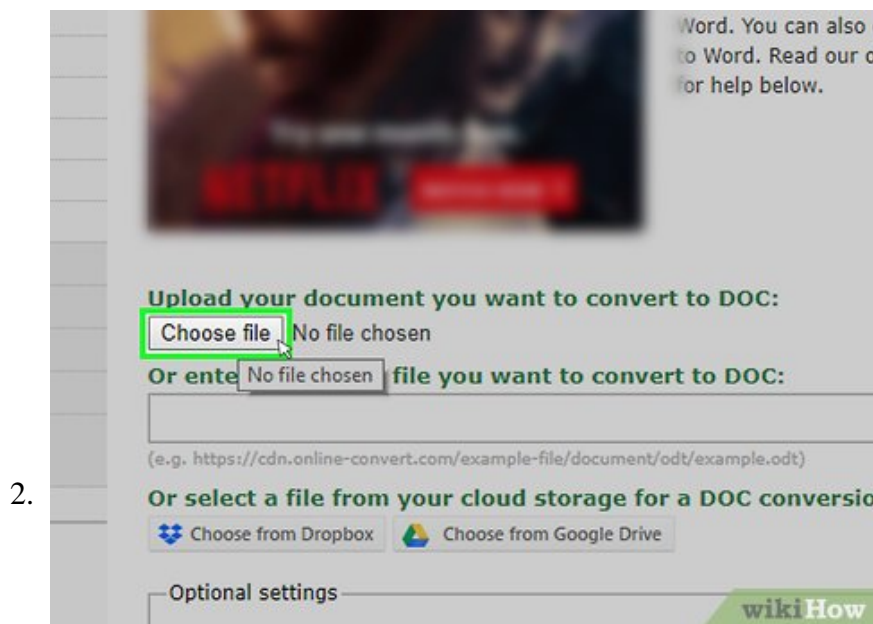 Word. You can also
to Word. Read our
for help below.
NETFLIX
Upload your document you want to convert to DOC:
Choose file No file chosen
Or ente No file chosen file you want to convert to DOC:
(e.g. https://cdn.online-convert.com/example-file/document/odt/example.odt)
2.
Or select a file from your cloud storage for a DOC conversio
Choose from Dropbox Choose from Google Drive
Optional settings
wikiHow